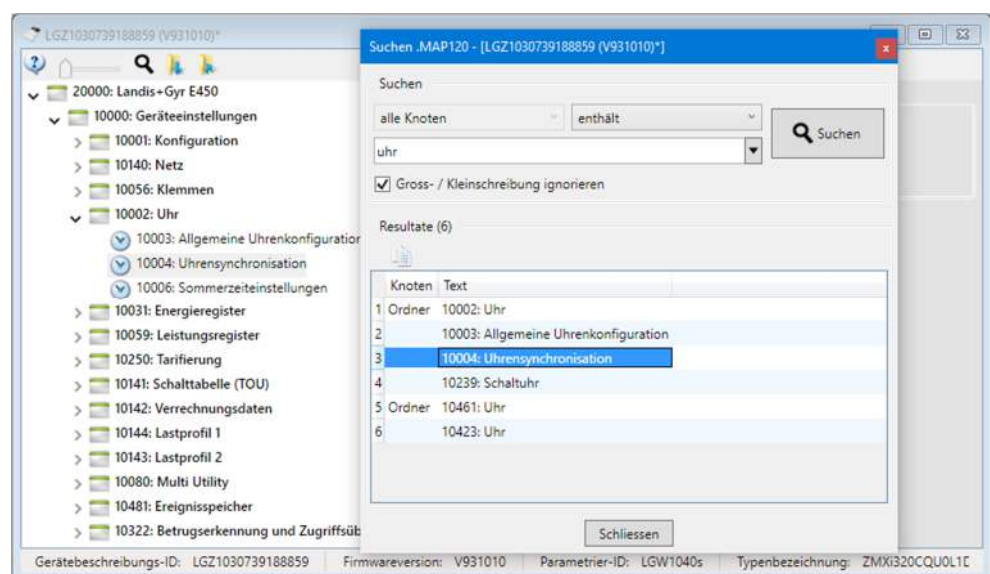 LGZ1030739188859 (V931010)*
20000: Landis+Gyr E450
10000: Geräteeinstellungen
10001: Konfiguration
10140: Netz
10056: Klemmen
10002: Uhr
10003: Allgemeine Uhrenkonfiguration
10004: Uhrensynchronisation
10006: Sommerzeiteinstellungen
10031: Energieregister
10059: Leistungsregister
10250: Tarifierung
10141: Schalttabelle (TOU)
10142: Verrechnungsdaten
10144: Lastprofil 1
10143: Lastprofil 2
10080: Multi Utility
10481: Ereignisspeicher
10322: Betrugserkennung und Zugriffsüb
Suchen .MAP120 - [LGZ1030739188859 (V931010)*]
Suchen
alle Knoten enthält
Suchen
uhr
Gross- / Kleinschreibung ignorieren
Resultate (6)
Knoten Text
1 Ordner 10002: Uhr
2 10003: Allgemeine Uhrenkonfiguration
3 10004: Uhrensynchronisation
4 10239: Schaltuhr
5 Ordner 10461: Uhr
6 10423: Uhr
Schliessen
Gerätebeschreibungs-ID: LGZ1030739188859 Firmwareversion: V931010 Parametrier-ID: LGW1040s Typenbezeichnung: ZMXi320CQU0L1D